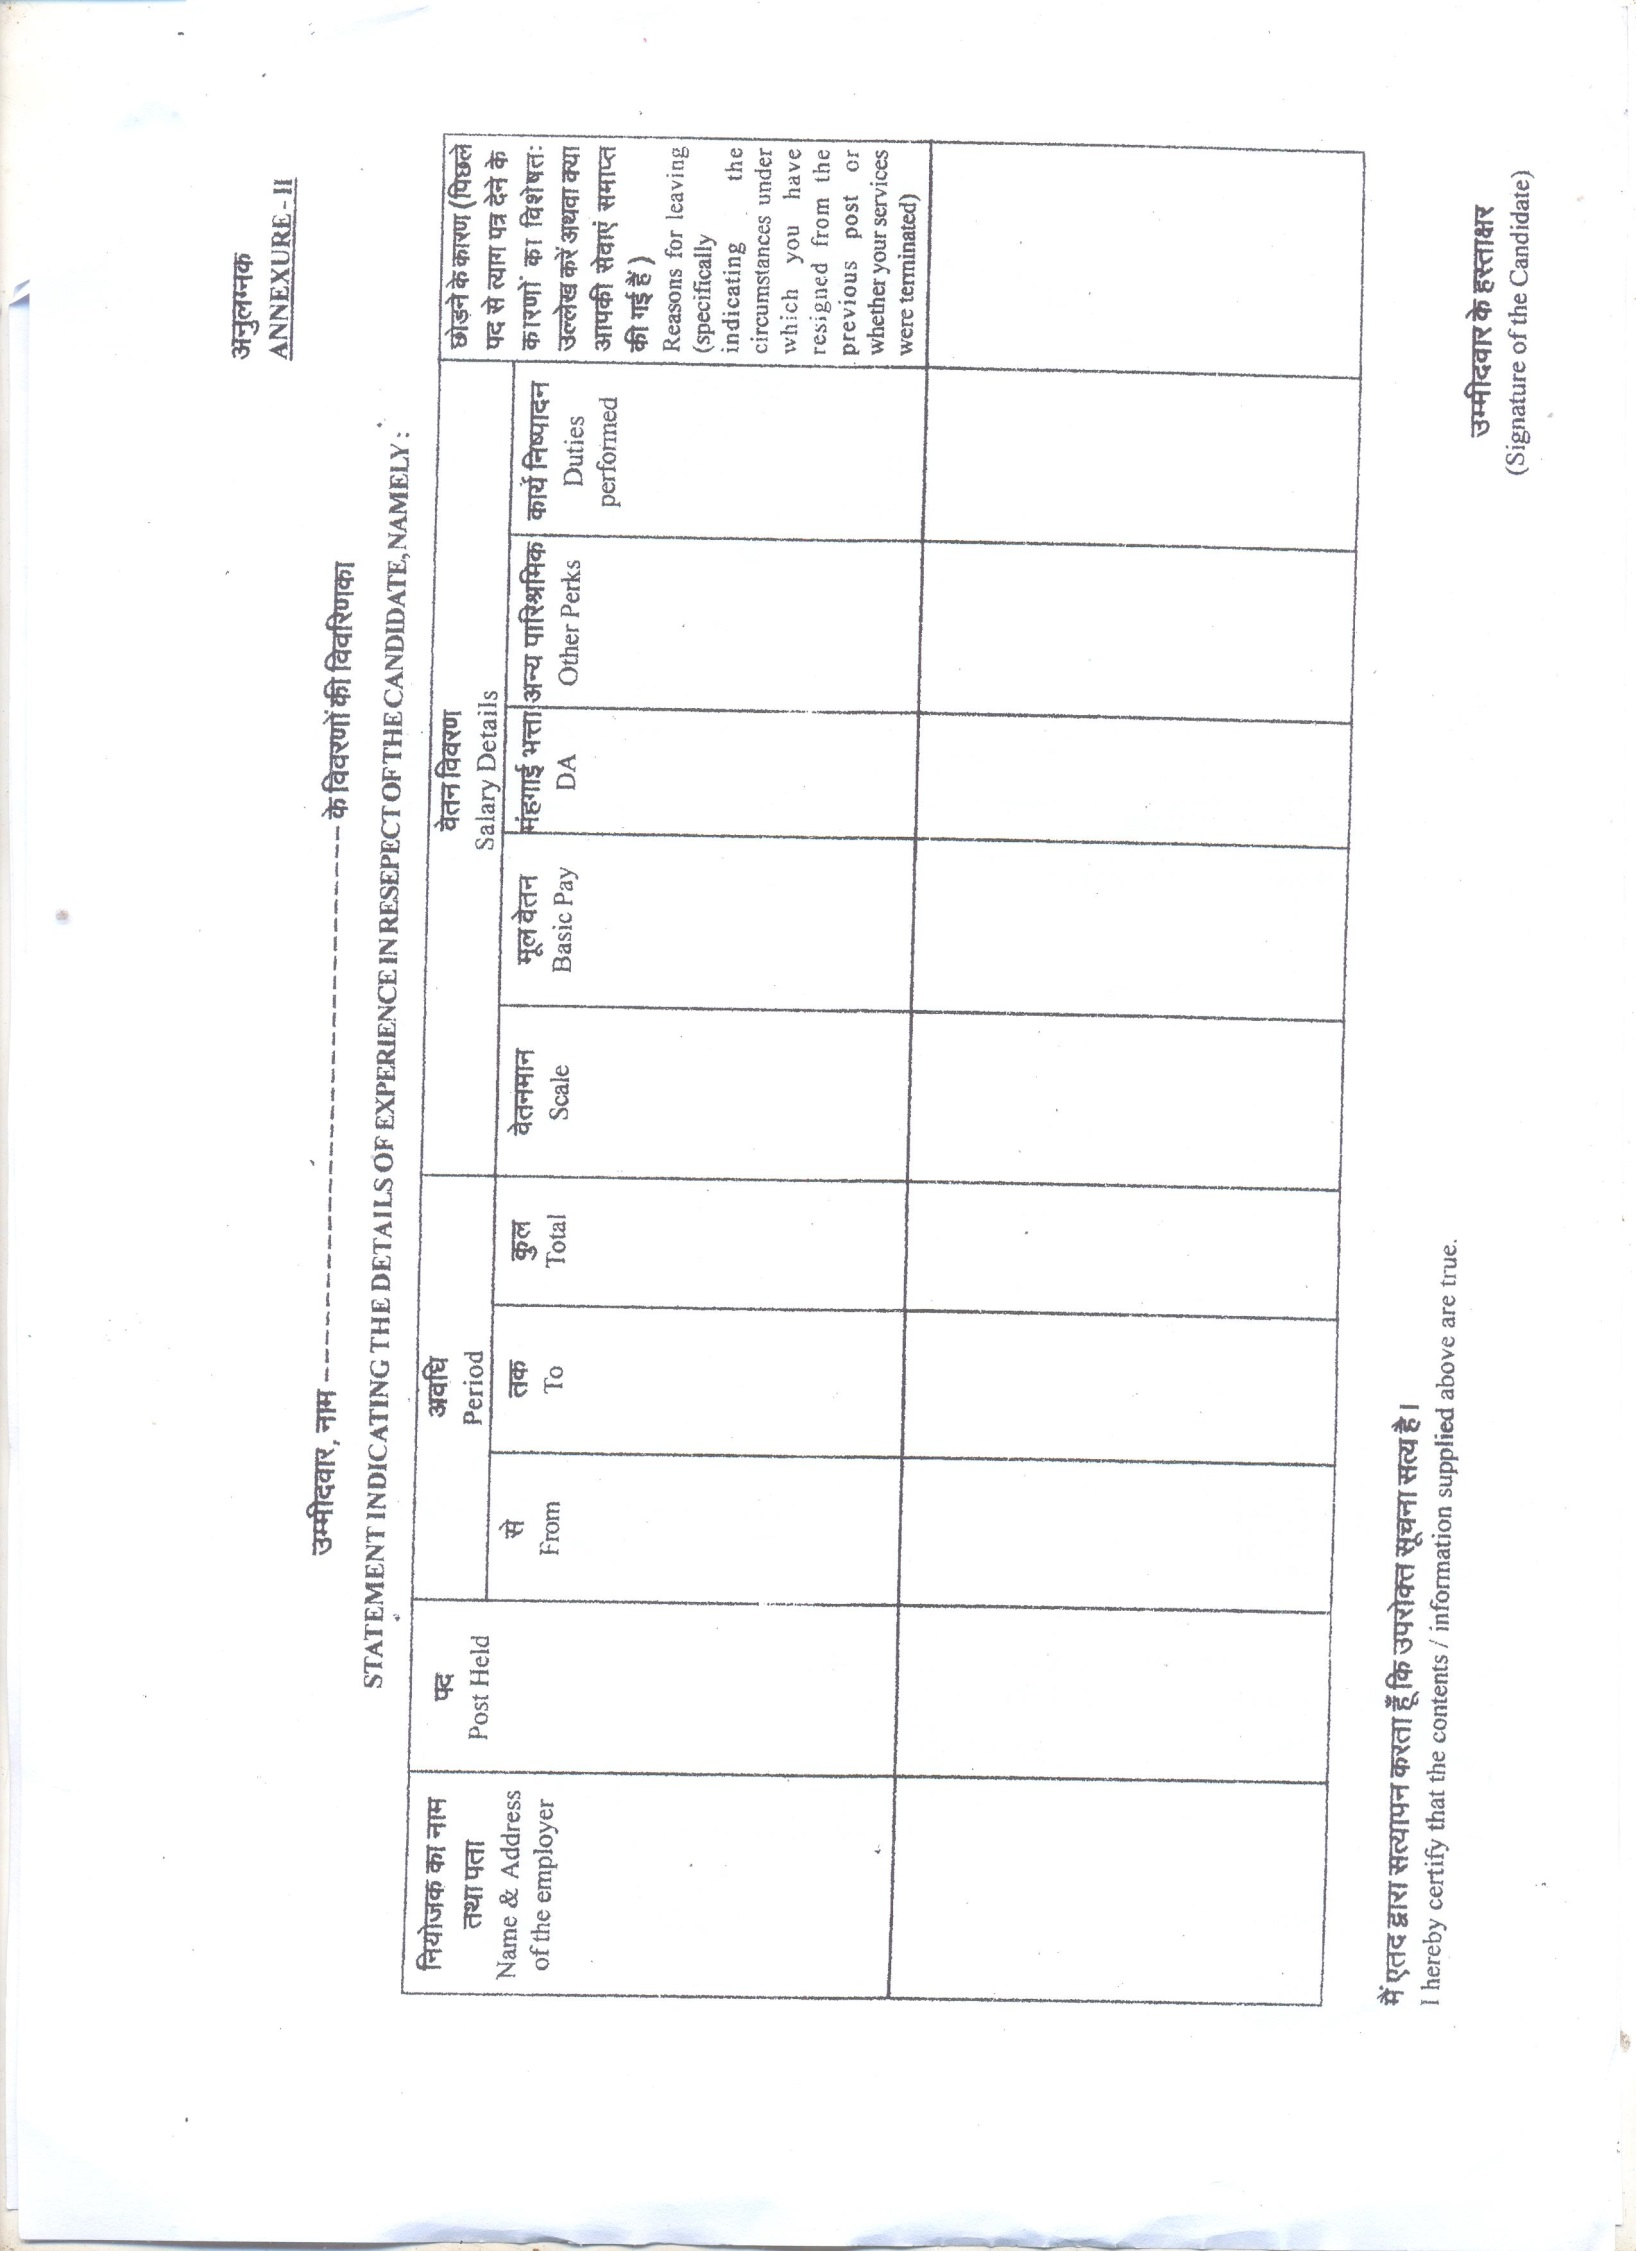 अनुलग्नक
ANNEXURE - II
उम्मीदवार, नाम ---------------------------------------- के विवरणों की विवरिणका
STATEMENT INDICATING THE DETAILS OF EXPERIENCE IN RESEPECT OF THE CANDIDATE, NAMELY :
नियोजक का नाम
तथा पता
Name & Address
of the employer
पद
Post Held
अवधि
Period
से
From
तक
To
कुल
Total
वेतन विवरण
Salary Details
वेतनमान
Scale
मूल वेतन
Basic Pay
मंहगाई भत्ता
DA
अन्य पारिश्रमिक
Other Perks
कार्य निष्पादन
Duties
performed
छोड़ने के कारण (पिछले
पद से त्याग पत्र देने के
कारणों का विशेषतः
उल्लेख करें अथवा क्या
आपकी सेवाएं समाप्त
की गई हैं )
Reasons for leaving
(specifically
indicating the
circumstances under
which you have
resigned from the
previous post or
whether your services
were terminated)
मैं एतद द्वारा सत्यापन करता हूँ कि उपरोक्त सूचना सत्य है ।
I hereby certify that the contents / information supplied above are true.
उम्मीदवार के हस्ताक्षर
(Signature of the Candidate)